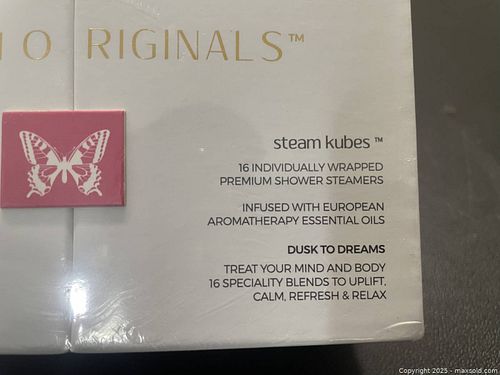 IO RIGINALS™
steam kubes™
16 INDIVIDUALLY WRAPPED
PREMIUM SHOWER STEAMERS
INFUSED WITH EUROPEAN
AROMATHERAPY ESSENTIAL OILS
DUSK TO DREAMS
TREAT YOUR MIND AND BODY
16 SPECIALITY BLENDS TO UPLIFT,
CALM, REFRESH & RELAX
Copyright 2025 - maxsold.com